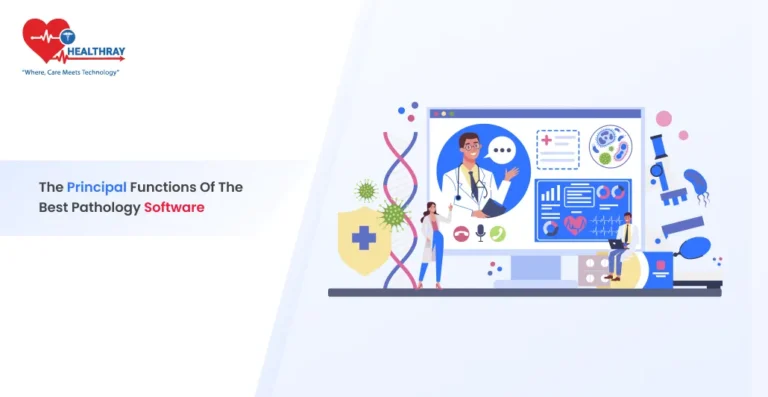 HEALTHRAY
"Where, Care Meets Technology"
The Principal Functions Of The
Best Pathology Software